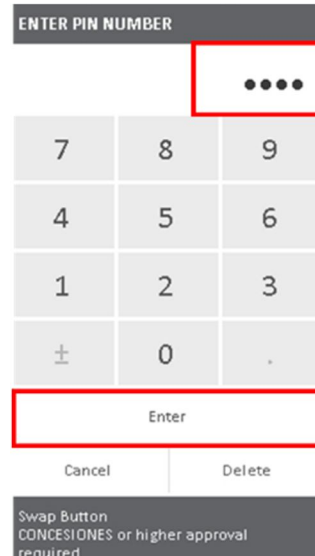 ENTER PIN NUMBER
●●●●
7 8 9
4 5 6
1 2 3
± 0 .
Enter
Cancel Delete
Swap Button
CONCESIONES or higher approval
required